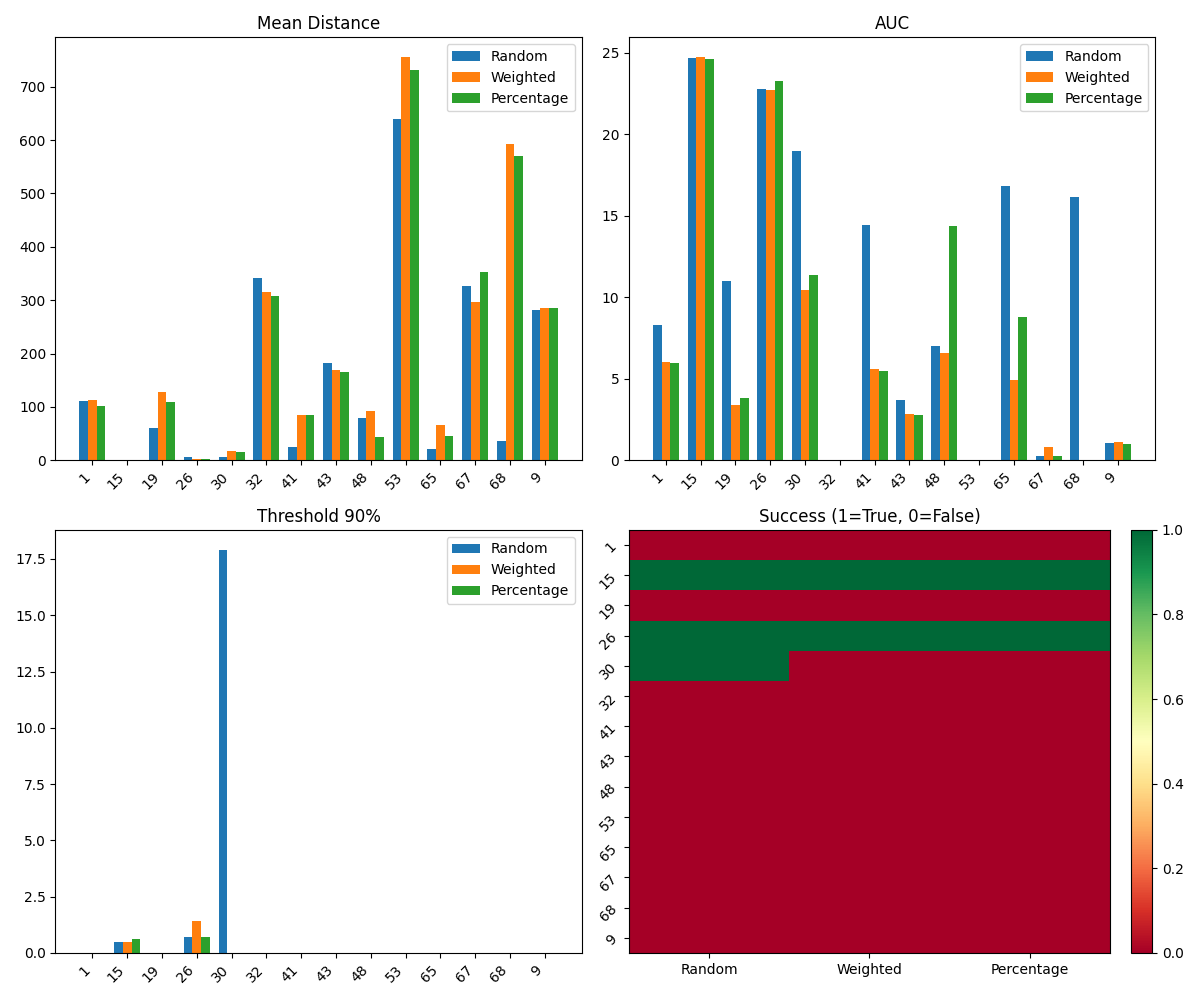 Mean Distance
700
600
500
400
300
200
100
0
Random
Weighted
Percentage
1 15 19 26 30 32 41 43 48 53 65 67 68 9
AUC
25
20
15
10
5
0
Random
Weighted
Percentage
1 15 19 26 30 32 41 43 48 53 65 67 68 9
Threshold 90%
17.5
15.0
12.5
10.0
7.5
5.0
2.5
0.0
Random
Weighted
Percentage
1 15 19 26 30 32 41 43 48 53 65 67 68 9
Success (1=True, 0=False)
1
15
19
26
30
32
41
43
48
53
65
67
68
9
Random Weighted Percentage
1.0
0.8
0.6
0.4
0.2
0.0